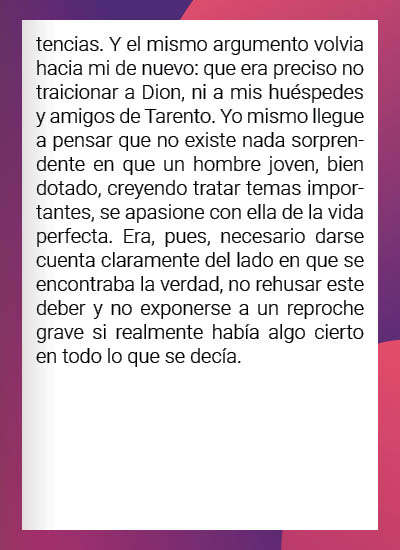 tencias. Y el mismo argumento volvia
hacia mi de nuevo: que era preciso no
traicionar a Dion, ni a mis huéspedes
y amigos de Tarento. Yo mismo llegue
a pensar que no existe nada sorpren-
dente en que un hombre joven, bien
dotado, creyendo tratar temas impor-
tantes, se apasione con ella de la vida
perfecta. Era, pues, necesario darse
cuenta claramente del lado en que se
encontraba la verdad, no rehusar este
deber y no exponerse a un reproche
grave si realmente había algo cierto
en todo lo que se decía.